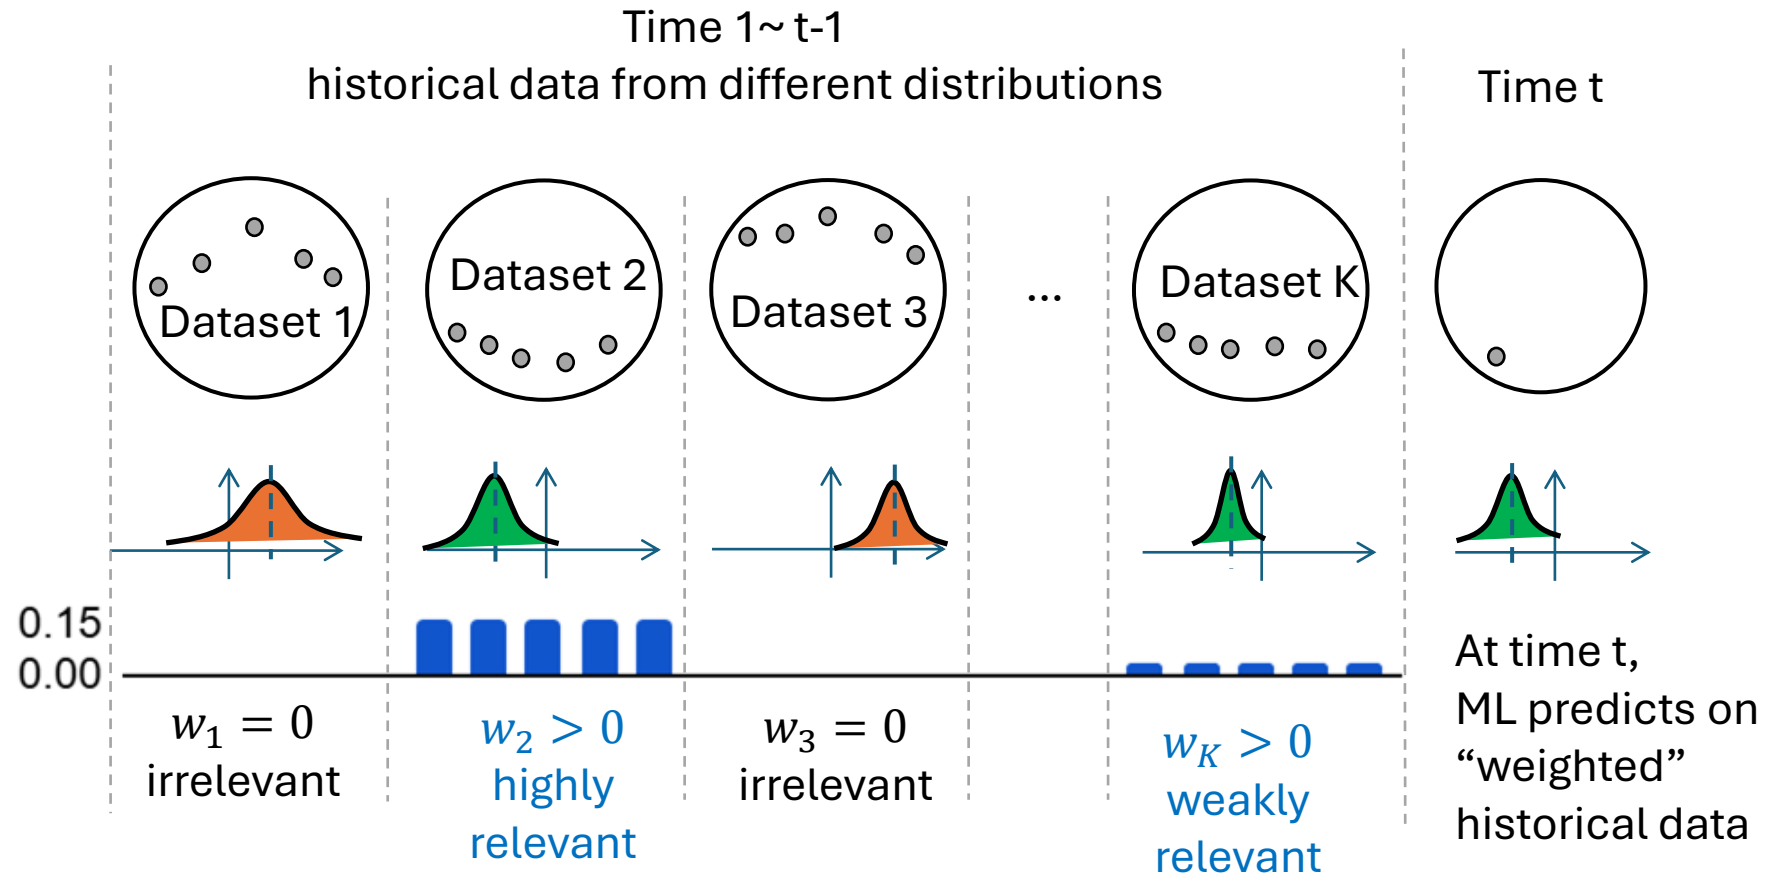 Time 1~ t-1
historical data from different distributions
Time t
Dataset 1
Dataset 2
Dataset 3
...
Dataset K
0.15
0.00
w₁ = 0
irrelevant
w₂ > 0
highly
relevant
w₃ = 0
irrelevant
w_K > 0
weakly
relevant
At time t,
ML predicts on
“weighted”
historical data